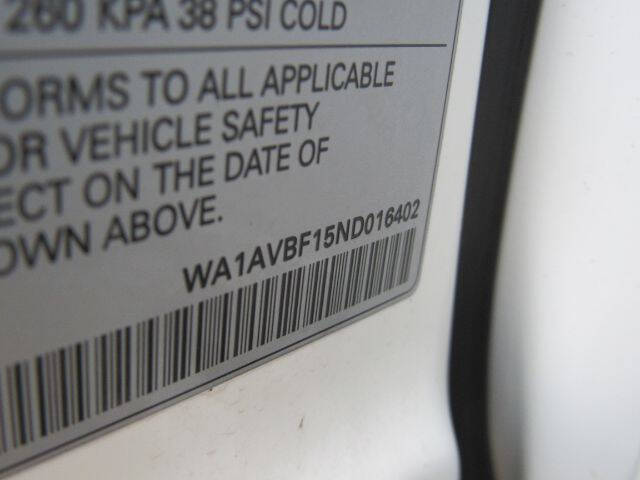 260 KPA 38 PSI COLD
ORMS TO ALL APPLICABLE
OR VEHICLE SAFETY
ECT ON THE DATE OF
OWN ABOVE.
WA1AVBF15ND016402